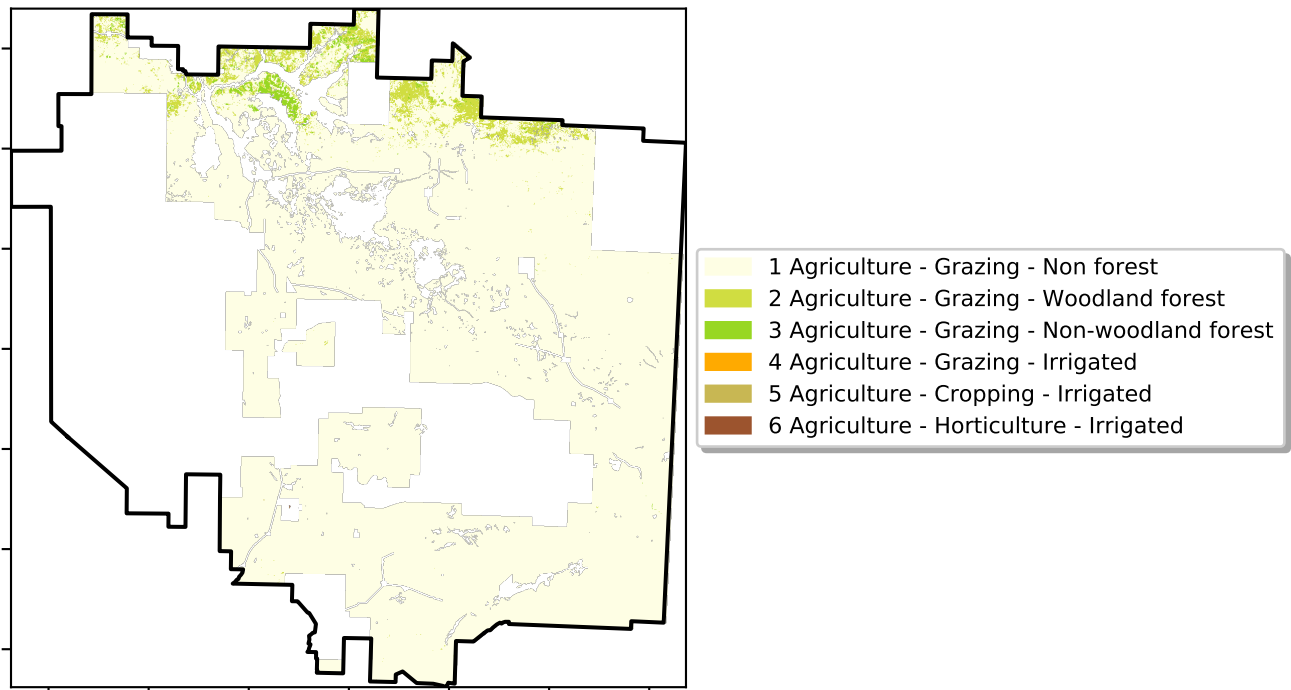 1 Agriculture - Grazing - Non forest
2 Agriculture - Grazing - Woodland forest
3 Agriculture - Grazing - Non-woodland forest
4 Agriculture - Grazing - Irrigated
5 Agriculture - Cropping - Irrigated
6 Agriculture - Horticulture - Irrigated